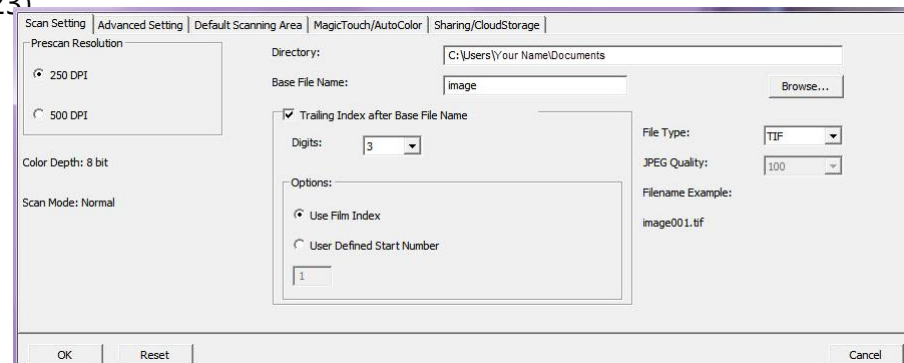 23)
Scan Setting Advanced Setting Default Scanning Area MagicTouch/AutoColor Sharing/CloudStorage
Prescan Resolution
250 DPI
500 DPI
Color Depth: 8 bit
Scan Mode: Normal
Directory: C:\Users\Your Name\Documents
Base File Name: image
Browse...
Trailing Index after Base File Name
Digits: 3
Options:
Use Film Index
User Defined Start Number
1
File Type: TIF
JPEG Quality: 100
Filename Example:
image001.tif
OK Reset Cancel